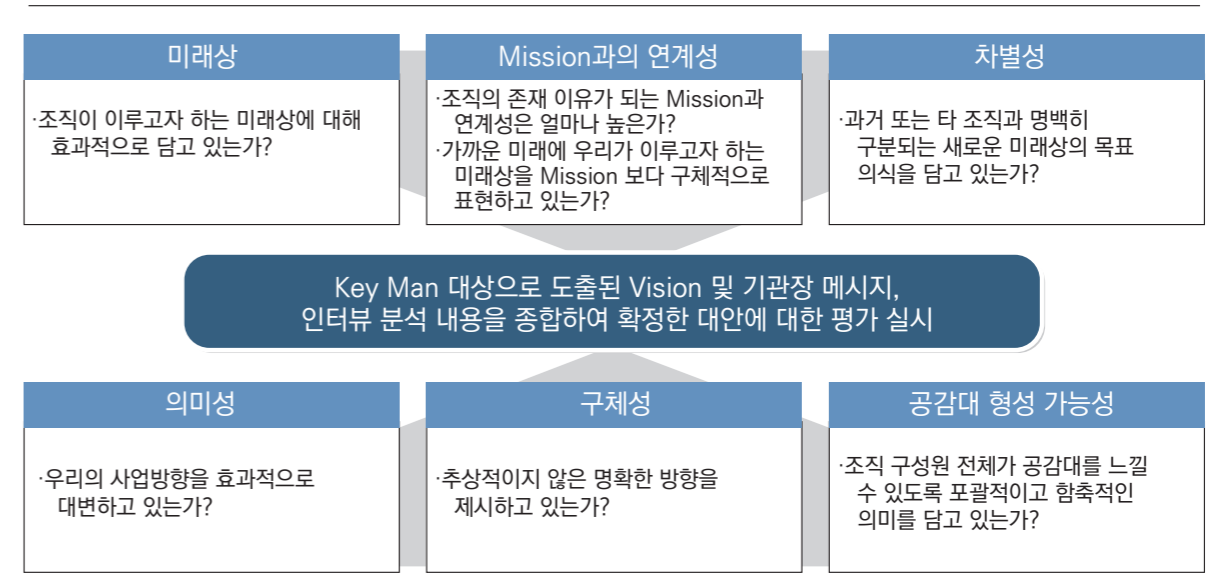 미래상
·조직이 이루고자 하는 미래상에 대해
효과적으로 담고 있는가?
Mission과의 연계성
·조직의 존재 이유가 되는 Mission과
연계성은 얼마나 높은가?
·가까운 미래에 우리가 이루고자 하는
미래상을 Mission 보다 구체적으로
표현하고 있는가?
차별성
·과거 또는 타 조직과 명백히
구분되는 새로운 미래상의 목표
의식을 담고 있는가?
Key Man 대상으로 도출된 Vision 및 기관장 메시지,
인터뷰 분석 내용을 종합하여 확정한 대안에 대한 평가 실시
의미성
·우리의 사업방향을 효과적으로
대변하고 있는가?
구체성
·추상적이지 않은 명확한 방향을
제시하고 있는가?
공감대 형성 가능성
·조직 구성원 전체가 공감대를 느낄
수 있도록 포괄적이고 함축적인
의미를 담고 있는가?